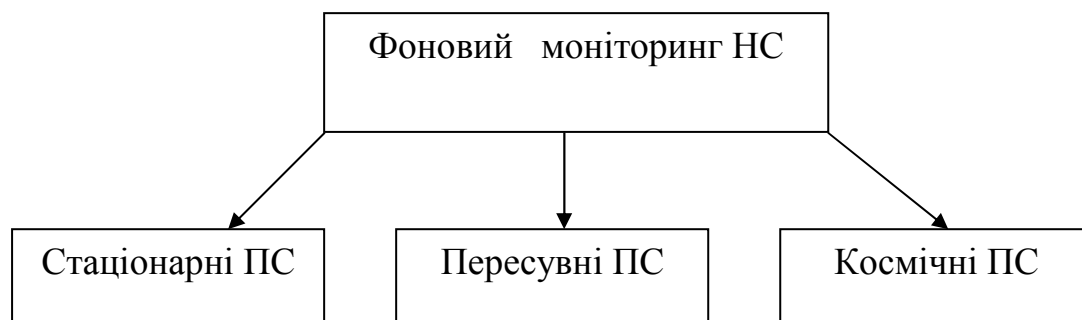 Фоновий моніторинг НС
Стаціонарні ПС
Пересувні ПС
Космічні ПС